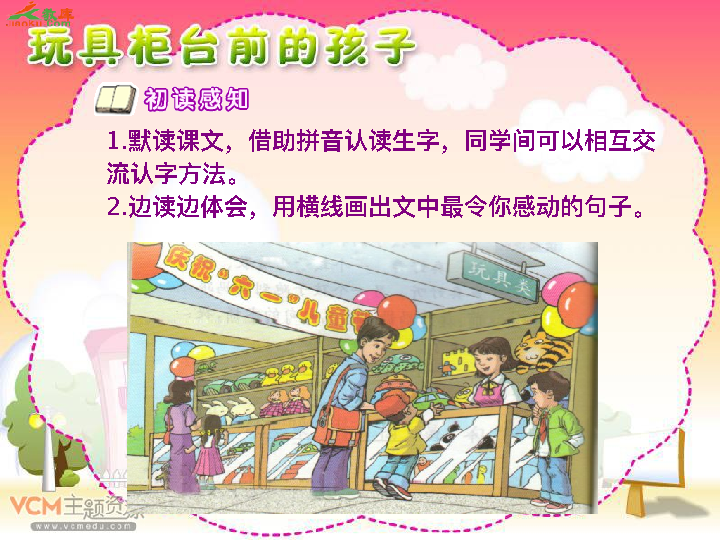 玩具柜台前的孩子
初读感知
1.默读课文，借助拼音认读生字，同学间可以相互交
流认字方法。
2.边读边体会，用横线画出文中最令你感动的句子。
庆祝“六一”儿童节
玩具类
VCM主题资源
www.vcmedu.com